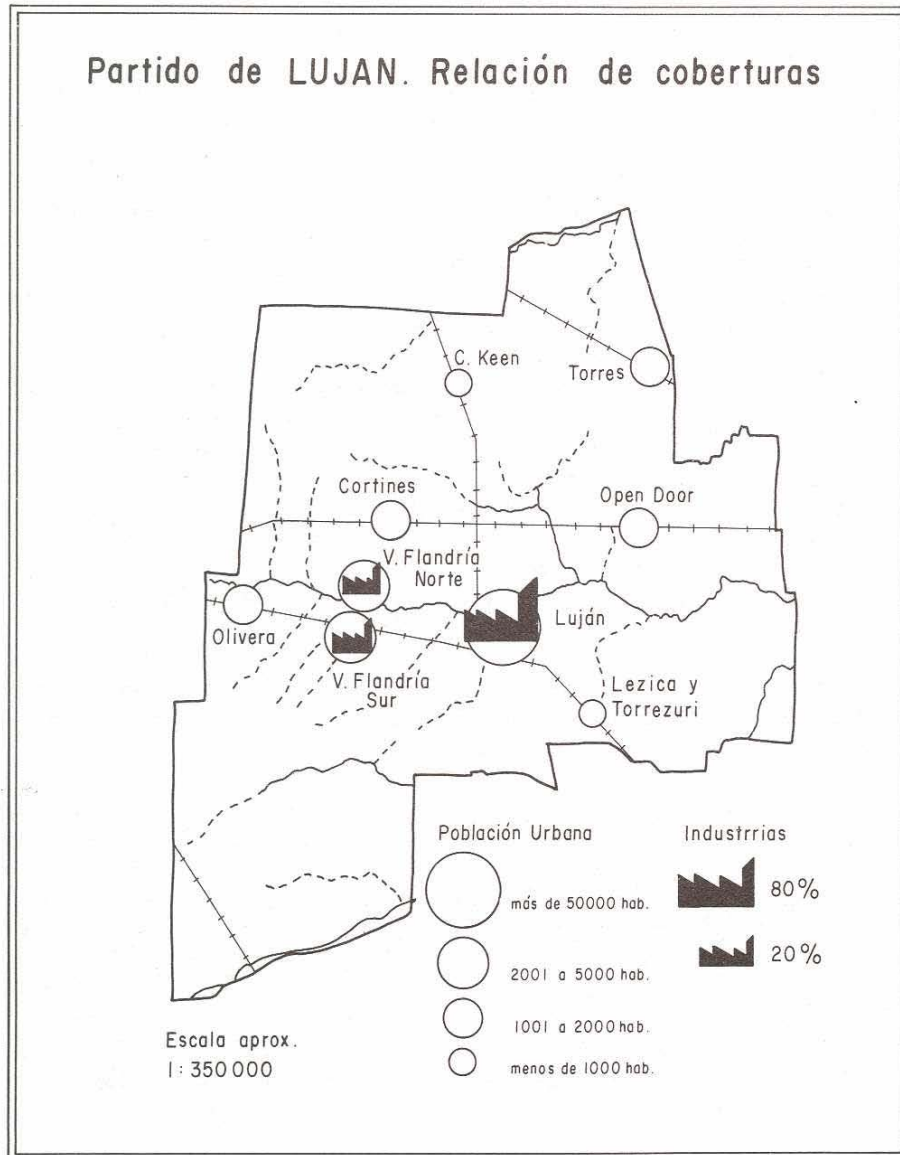 Partido de LUJAN. Relación de coberturas
C. Keen
Torres
Cortines
Open Door
V. Flandría
Norte
Olivera
Luján
V. Flandría
Sur
Lezica y
Torrezuri
Población Urbana
Industrrias
más de 50000 hab.
80%
2001 a 5000 hab.
20%
1001 a 2000 hab.
menos de 1000 hab.
Escala aprox.
1: 350 000